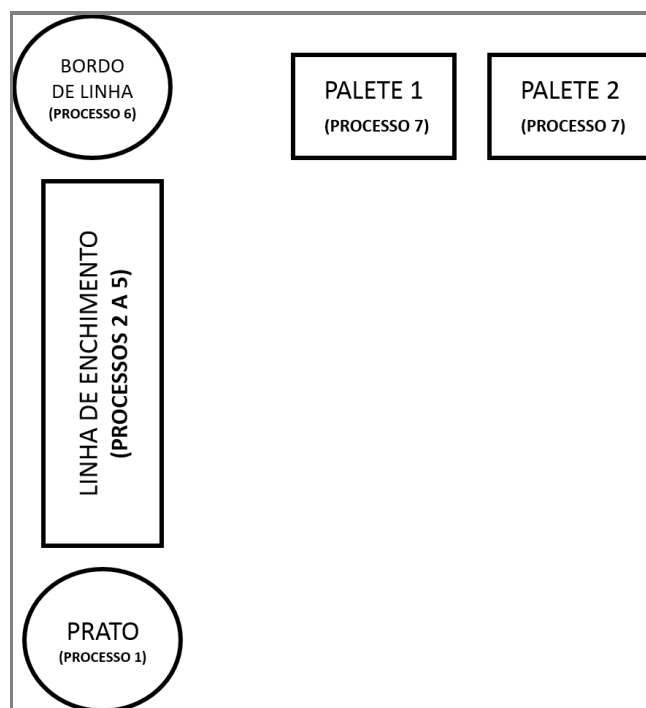 BORDO
DE LINHA
(PROCESSO 6)
PALETE 1
(PROCESSO 7)
PALETE 2
(PROCESSO 7)
LINHA DE ENCHIMENTO
(PROCESSOS 2 A 5)
PRATO
(PROCESSO 1)